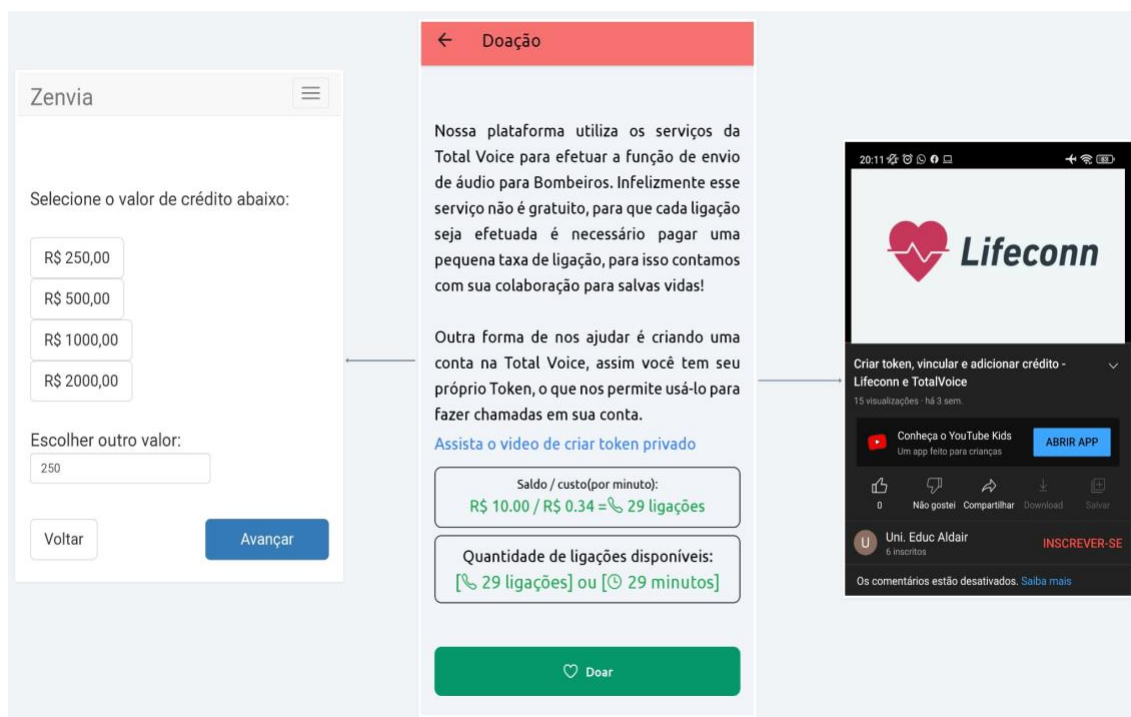 Zenvia
Selecione o valor de crédito abaixo:
R$ 250,00
R$ 500,00
R$ 1000,00
R$ 2000,00
Escolher outro valor:
250
Voltar
Avançar
← Doação
Nossa plataforma utiliza os serviços da
Total Voice para efetuar a função de envio
de áudio para Bombeiros. Infelizmente esse
serviço não é gratuito, para que cada ligação
seja efetuada é necessário pagar uma
pequena taxa de ligação, para isso contamos
com sua colaboração para salvas vidas!
Outra forma de nos ajudar é criando uma
conta na Total Voice, assim você tem seu
próprio Token, o que nos permite usá-lo para
fazer chamadas em sua conta.
Assista o video de criar token privado
Saldo / custo(por minuto):
R$ 10.00 / R$ 0.34 = 29 ligações
Quantidade de ligações disponíveis:
[ 29 ligações] ou [ 29 minutos]
Doar
20:11
Lifeconn
Criar token, vincular e adicionar crédito -
Lifeconn e TotalVoice
15 visualizações · há 3 sem.
Conheça o YouTube Kids
Um app feito para crianças
ABRIR APP
0 Não gostei Compartilhar Download Salvar
U Uni. Educ Aldair
6 inscritos
INSCREVER-SE
Os comentários estão desativados. Saiba mais